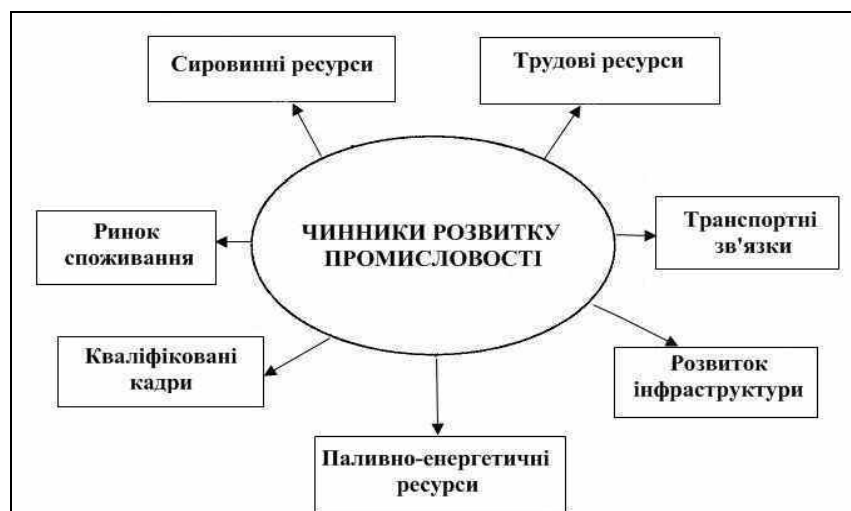 Сировинні ресурси
Трудові ресурси
ЧИННИКИ РОЗВИТКУ
ПРОМИСЛОВОСТІ
Ринок
споживання
Транспортні
зв'язки
Кваліфіковані
кадри
Розвиток
інфраструктури
Паливно-енергетичні
ресурси